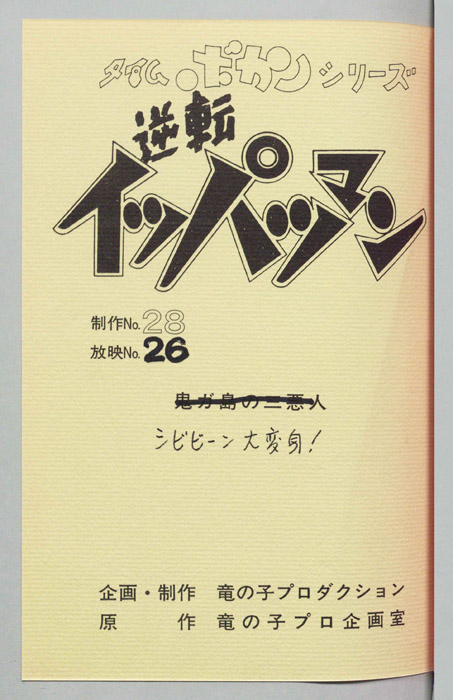 タイムボカンシリーズ
逆転
イッパツマン
制作No.28
放映No.26
鬼ガ島の三悪人
シビビーン大変身!
企画・制作 竜の子プロダクション
原作 竜の子プロ企画室